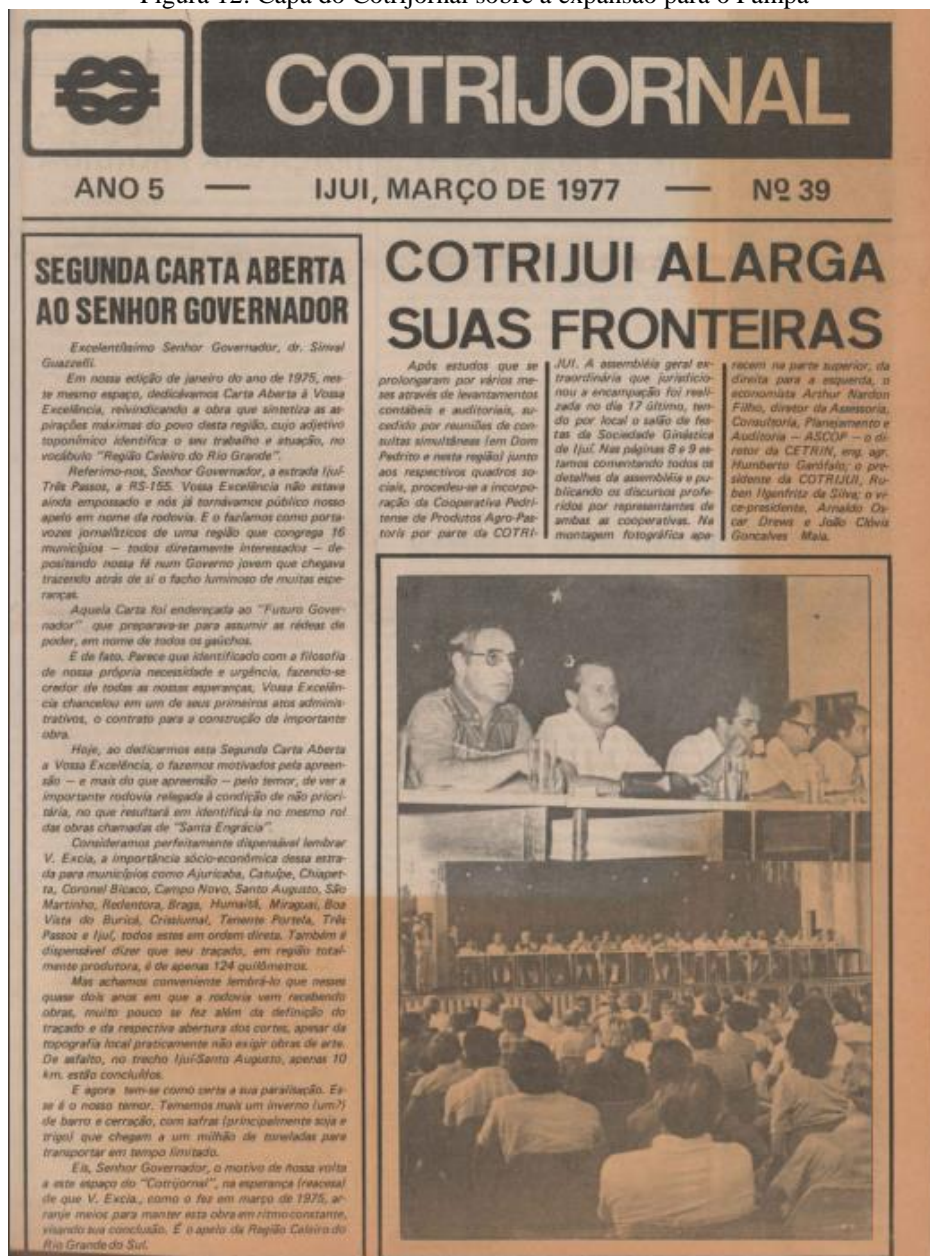 Figura 12: Capa do Cotrijornal sobre a expansão para o Pampa
COTRIJORNAL
ANO 5 — IJUI, MARÇO DE 1977 — Nº 39
SEGUNDA CARTA ABERTA
AO SENHOR GOVERNADOR
Excelentíssimo Senhor Governador, dr. Sinval
Guazzelli.
Em nossa edição de janeiro do ano de 1975, nes-
te mesmo espaço, dedicávamos Carta Aberta à Vossa
Excelência, reivindicando a obra que sintetiza as as-
pirações máximas do povo desta região, cujo adjetivo
toponímico identifica o seu trabalho e atuação, no
vocábulo "Região Celeiro do Rio Grande".
Referimo-nos, Senhor Governador, a estrada Ijuí-
Três Passos, a RS-155. Vossa Excelência não estava
ainda empossado e nós já tornávamos público nosso
apelo em nome da rodovia. E o fazíamos como porta-
vozes jornalísticos de uma região que congrega 16
municípios — todos diretamente interessados — de-
positando nossa fé num Governo jovem que chegava
trazendo atrás de si o facho luminoso de muitas espe-
ranças.
Aquela Carta foi endereçada ao "Futuro Gover-
nador" que preparava-se para assumir as rédeas de
poder, em nome de todos os gaúchos.
E de fato. Parece que identificado com a filosofia
de nossa própria necessidade e urgência, fazendo-se
credor de todas as nossas esperanças, Vossa Excelên-
cia chancelou em um de seus primeiros atos adminis-
trativos, o contrato para a construção da importante
obra.
Hoje, ao dedicarmos esta Segunda Carta Aberta
a Vossa Excelência, o fazemos motivados pela apreen-
são — e mais do que apreensão — pelo temor, de ver a
importante rodovia relegada à condição de não priori-
tária, no que resultará em identificá-la no mesmo rol
das obras chamadas de "Santa Engrácia".
Consideramos perfeitamente dispensável lembrar
V. Excia, a importância sócio-econômica dessa estra-
da para municípios como Ajuricaba, Catuípe, Chiapet-
ta, Coronel Bicaco, Campo Novo, Santo Augusto, São
Martinho, Redentora, Braga, Humaitá, Miraguaí, Boa
Vista do Buricá, Crissiumal, Tenente Portela, Três
Passos e Ijuí, todos estes em ordem direta. Também é
dispensável dizer que seu traçado, em região total-
mente produtora, é de apenas 124 quilômetros.
Mas achamos conveniente lembrá-lo que nesses
quase dois anos em que a rodovia vem recebendo
obras, muito pouco se fez além da definição do
traçado e da respectiva abertura dos cortes, apesar da
topografia local praticamente não exigir obras de arte.
De asfalto, no trecho Ijuí-Santo Augusto, apenas 10
km. estão concluídos.
E agora tem-se como certa a sua paralisação. Es-
se é o nosso temor. Tememos mais um inverno (um?)
de barro e cerração, com safras (principalmente soja e
trigo) que chegam a um milhão de toneladas para
transportar em tempo limitado.
Eis, Senhor Governador, o motivo de nossa volta
a este espaço do "Cotrijornal", na esperança (reacesa)
de que V. Excia., como o fez em março de 1975, ar-
ranje meios para manter esta obra em ritmo constante,
visando sua conclusão. É o apelo da Região Celeiro do
Rio Grande do Sul.
COTRIJUI ALARGA
SUAS FRONTEIRAS
Após estudos que se
prolongaram por vários me-
ses através de levantamentos
contábeis e auditoriais, su-
cedido por reuniões de con-
sultas simultâneas (em Dom
Pedrito e nesta região) junto
aos respectivos quadros so-
ciais, procedeu-se a incorpo-
ração da Cooperativa Pedri-
tense de Produtos Agro-Pas-
toris por parte da COTRI-
JUI. A assembléia geral ex-
traordinária que jurisdicio-
nou a encampação foi reali-
zada no dia 17 último, ten-
do por local o salão de fes-
tas da Sociedade Ginástica
de Ijuí. Nas páginas 8 e 9 es-
tamos comentando todos os
detalhes da assembléia e pu-
blicando os discursos profe-
ridos por representantes de
ambas as cooperativas. Na
montagem fotográfica apa-
recem na parte superior, da
direita para a esquerda, o
economista Arthur Nardon
Filho, diretor da Assessoria,
Consultoria, Planejamento e
Auditoria — ASCOP — o di-
retor do CETRIN, eng. agr.
Humberto Garófalo; o pre-
sidente da COTRIJUI, Ru-
ben Ilgenfritz da Silva; o vi-
ce-presidente, Arnaldo Os-
car Drews e João Clóvis
Goncalves Maia.